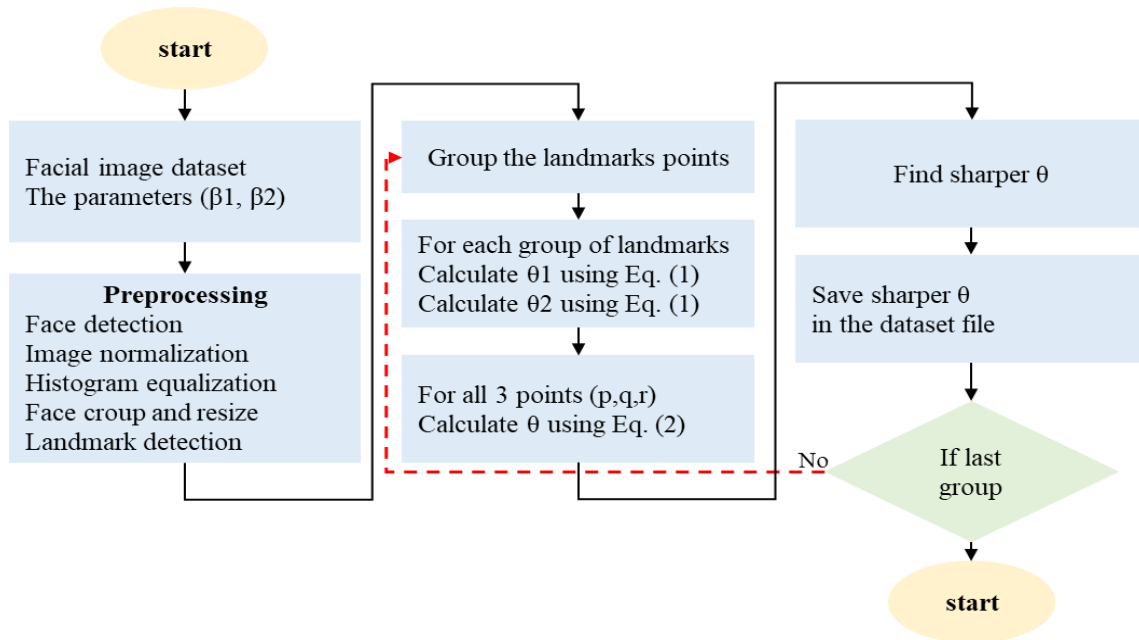 start
Facial image dataset
The parameters (β1, β2)
Preprocessing
Face detection
Image normalization
Histogram equalization
Face croup and resize
Landmark detection
Group the landmarks points
For each group of landmarks
Calculate θ1 using Eq. (1)
Calculate θ2 using Eq. (1)
For all 3 points (p,q,r)
Calculate θ using Eq. (2)
Find sharper θ
Save sharper θ
in the dataset file
If last
group
No
start